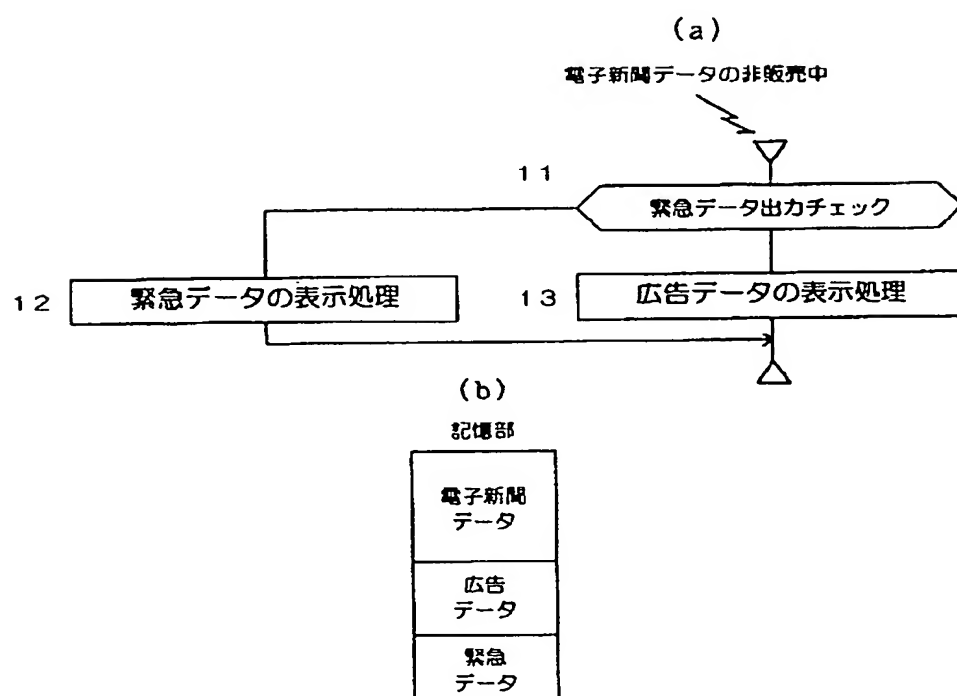 (a)
電子新聞データの非販売中
11
緊急データ出力チェック
12
緊急データの表示処理
13
広告データの表示処理
(b)
記憶部
電子新聞
データ
広告
データ
緊急
データ